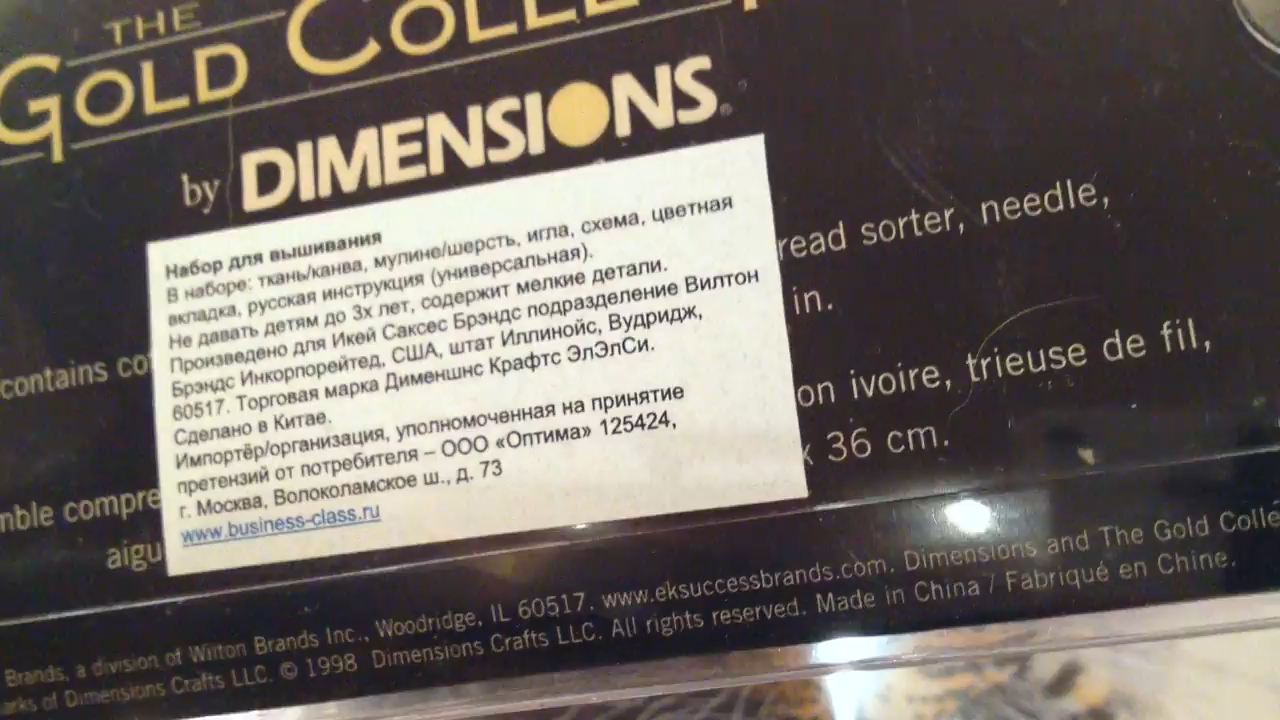 THE
GOLD COLLE
by DIMENSIONS®
Набор для вышивания
В наборе: ткань/канва, мулине/шерсть, игла, схема, цветная
вкладка, русская инструкция (универсальная).
Не давать детям до 3х лет, содержит мелкие детали.
Произведено для Икей Саксес Брэндс подразделение Вилтон
Брэндс Инкорпорейтед, США, штат Иллинойс, Вудридж,
60517. Торговая марка Дименшнс Крафтс ЭлЭлСи.
Сделано в Китае.
Импортёр/организация, уполномоченная на принятие
претензий от потребителя – ООО «Оптима» 125424,
г. Москва, Волоколамское ш., д. 73
www.business-class.ru
contains co
read sorter, needle,
in.
mble compre
on ivoire, trieuse de fil,
aigu
x 36 cm.
Brands, a division of Wilton Brands Inc., Woodridge, IL 60517. www.eksuccessbrands.com. Dimensions and The Gold Colle
arks of Dimensions Crafts LLC. © 1998 Dimensions Crafts LLC. All rights reserved. Made in China / Fabriqué en Chine.